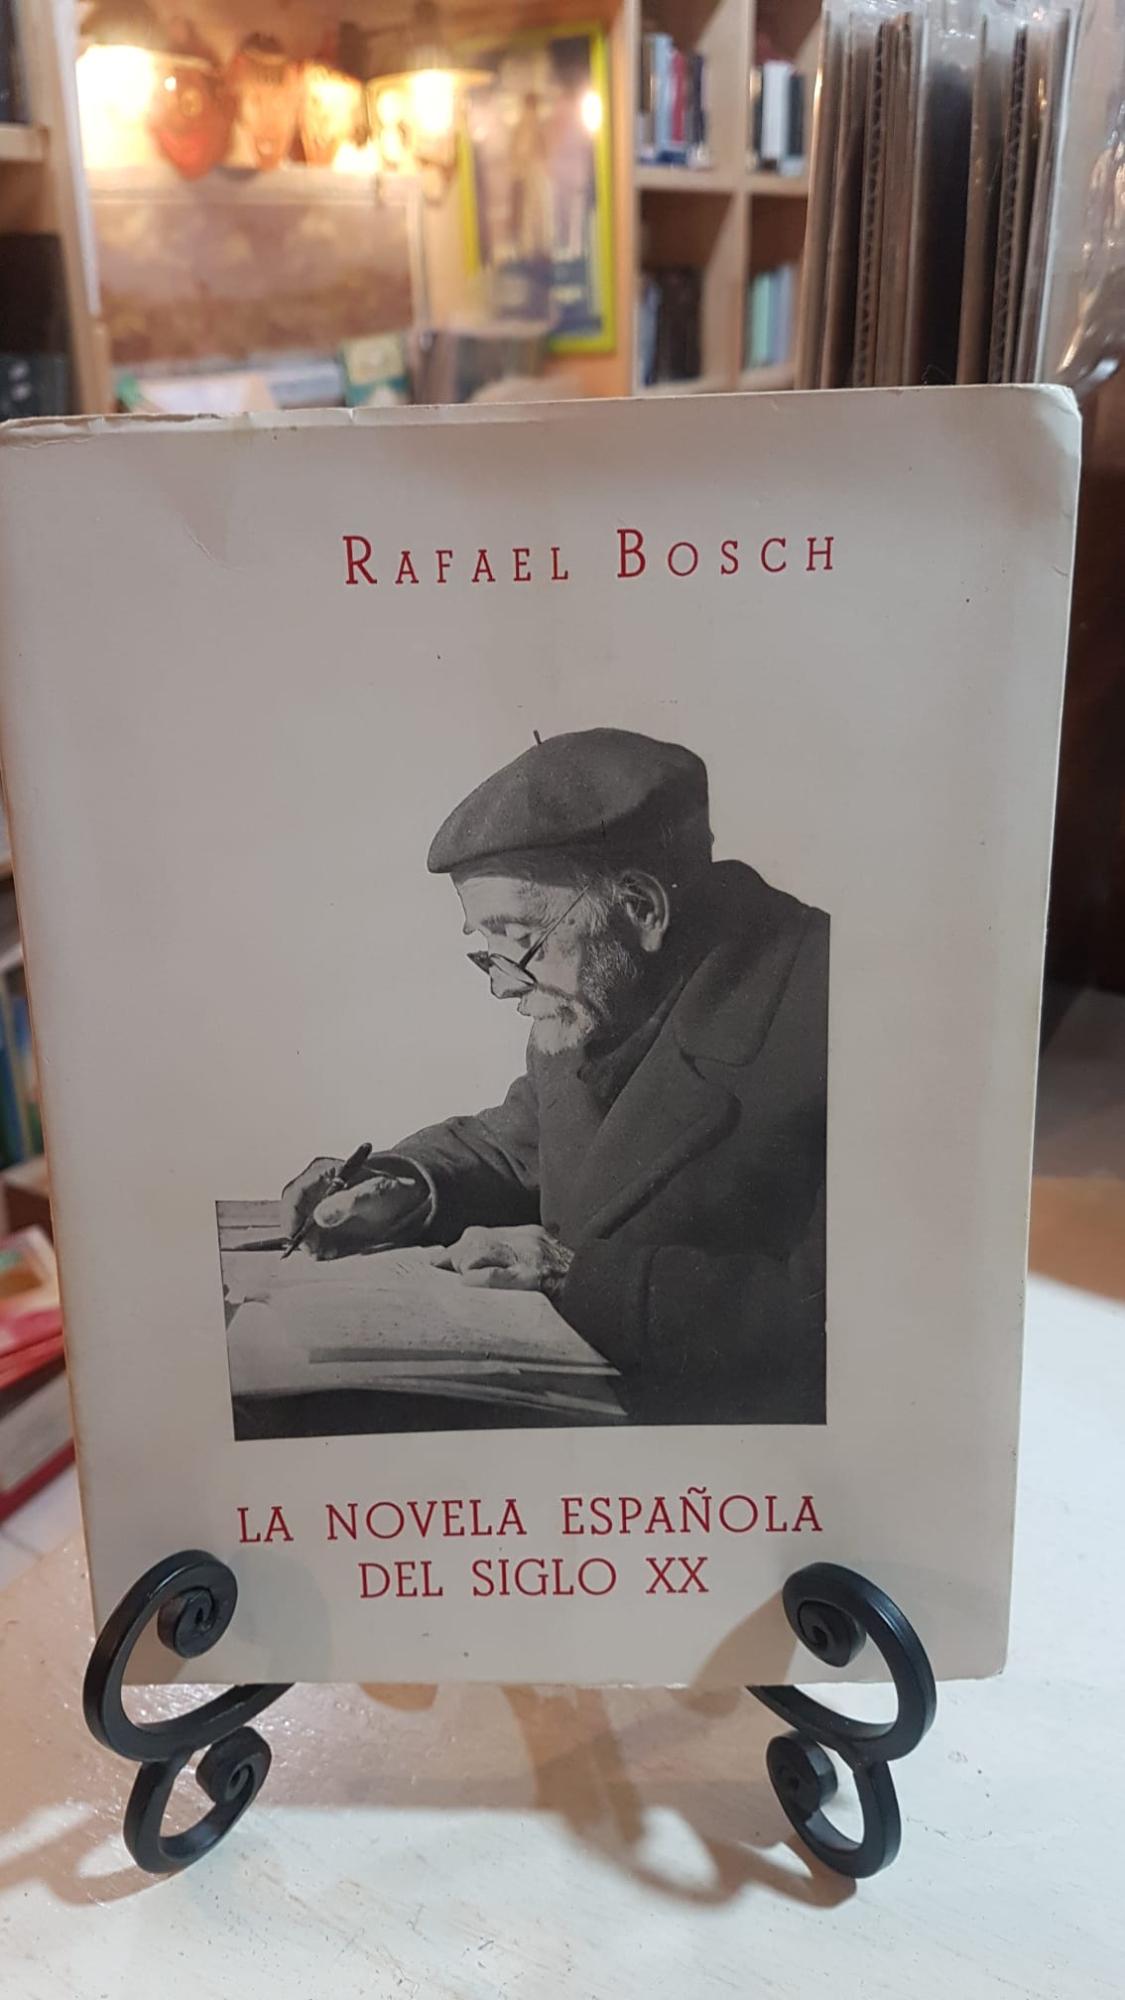 RAFAEL BOSCH
LA NOVELA ESPAÑOLA
DEL SIGLO XX